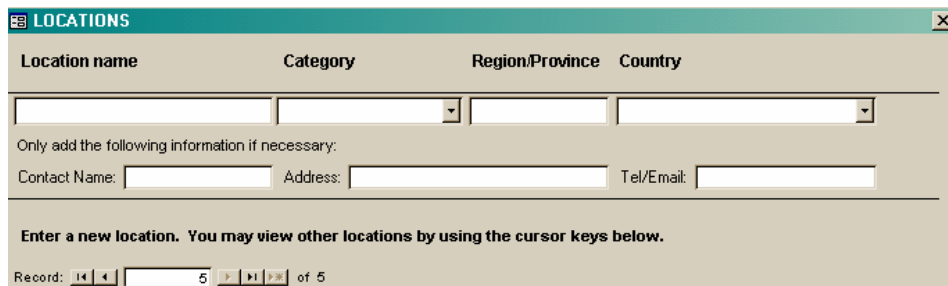 LOCATIONS
Location name Category Region/Province Country
Only add the following information if necessary:
Contact Name: Address: Tel/Email:
Enter a new location. You may view other locations by using the cursor keys below.
Record: 5 of 5